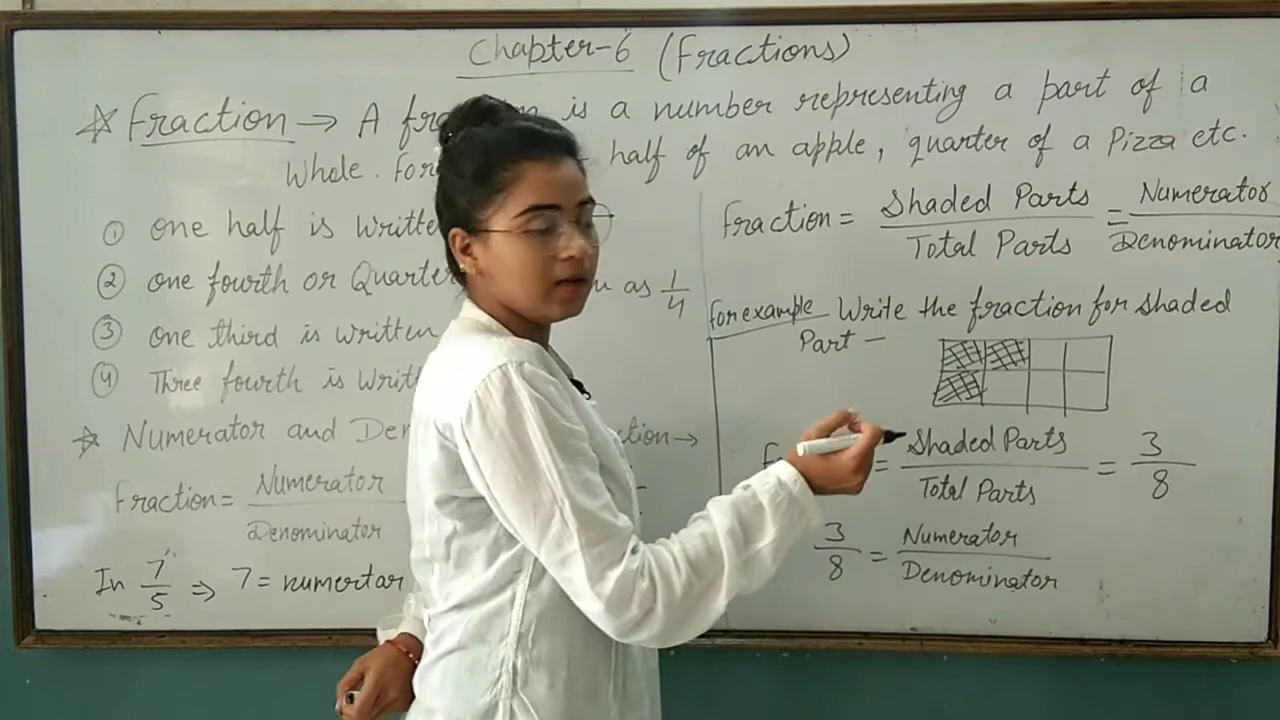 Chapter-6 (Fractions)
☆ Fraction → A is a number representing a part of a
Whole. For half of an apple, quarter of a Pizza etc.
① one half is Writte
② one fourth or Quarter as 1/4
③ One third is written
④ Three fourth is Writt
☆ Numerator and Den ction →
Fraction = Numerator / Denominator
In 7/5 ⇒ 7 = numertar
fraction = Shaded Parts / Total Parts = Numerator / Denominator
for example Write the fraction for shaded
Part -
= Shaded Parts / Total Parts = 3/8
3/8 = Numerator / Denominator